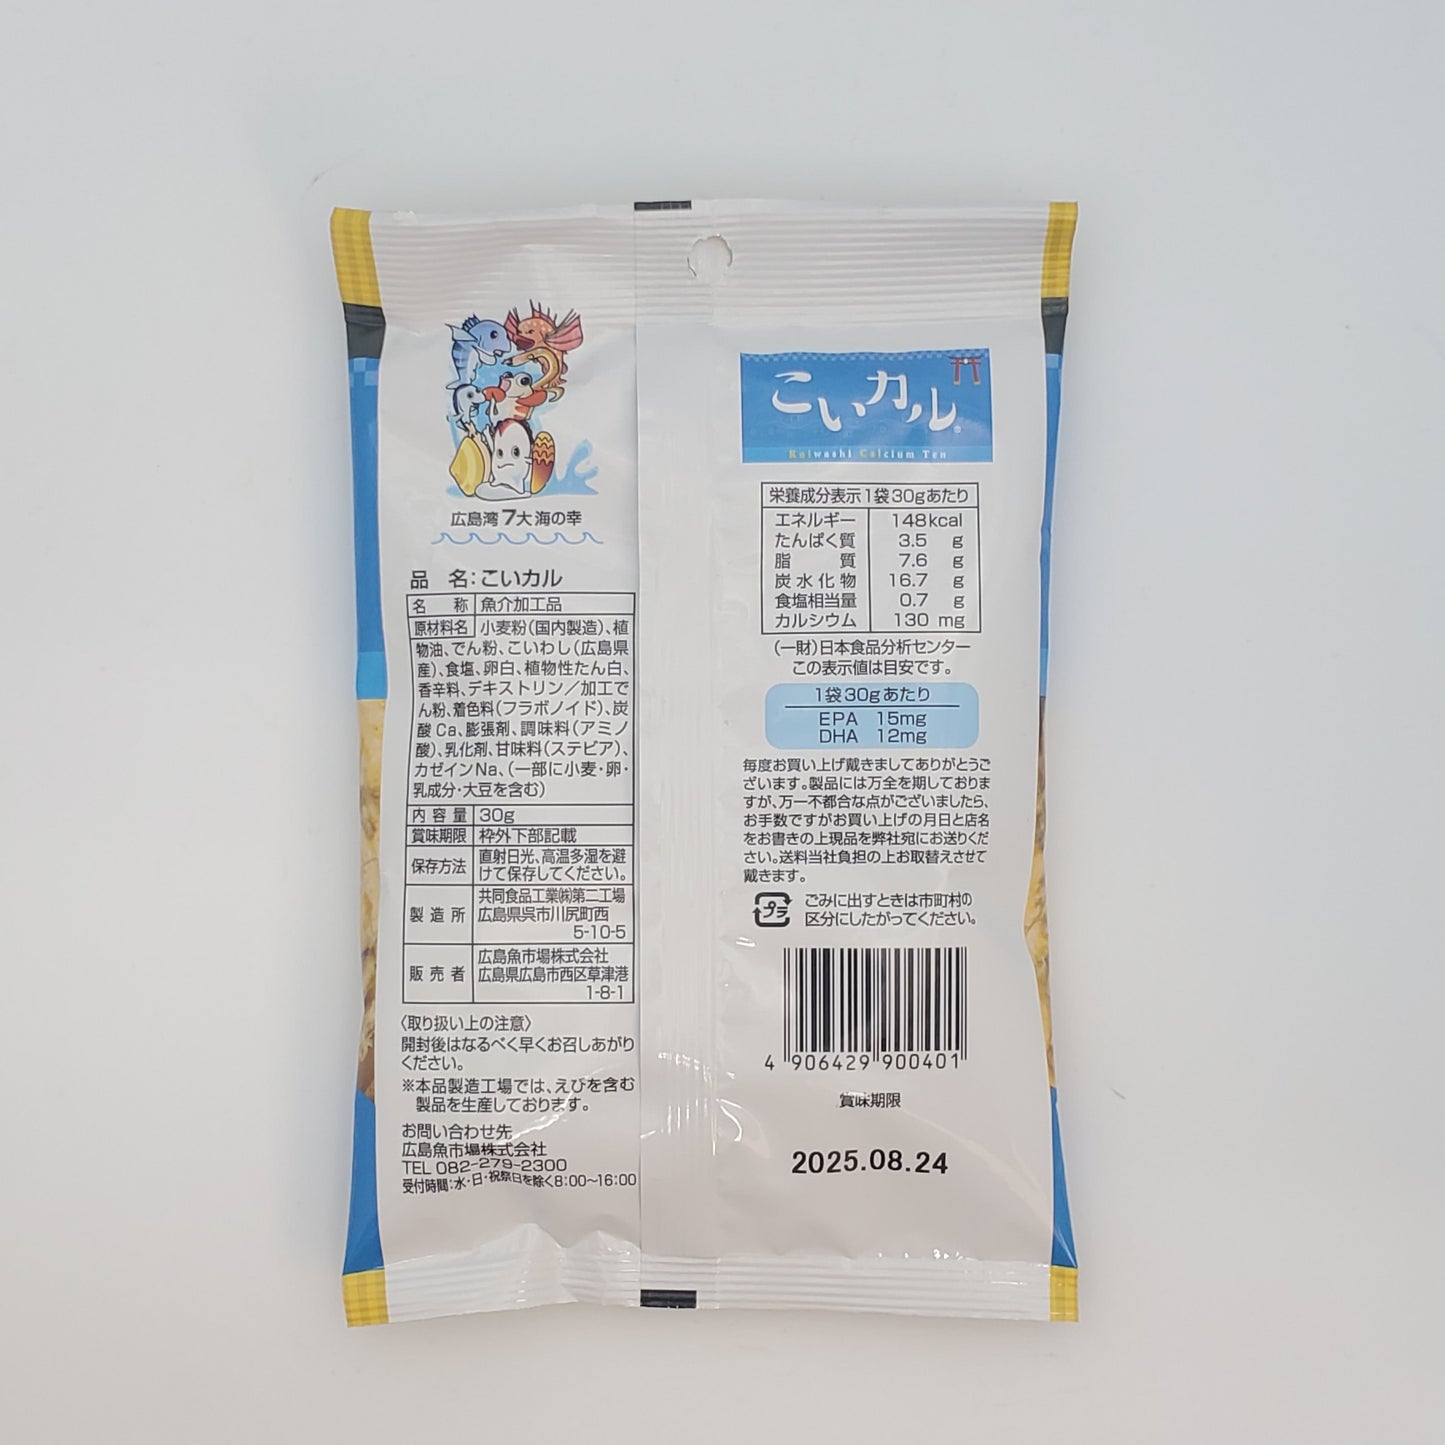 広島湾7大海の幸
品 名:こいカル
名 称 魚介加工品
原材料名 小麦粉(国内製造)、植
物油、でん粉、こいわし(広島県
産)、食塩、卵白、植物性たん白、
香辛料、デキストリン/加工で
ん粉、着色料(フラボノイド)、炭
酸Ca、膨張剤、調味料(アミノ
酸)、乳化剤、甘味料(ステビア)、
カゼインNa、(一部に小麦・卵・
乳成分・大豆を含む)
内容量 30g
賞味期限 枠外下部記載
保存方法 直射日光、高温多湿を避
けて保存してください。
製造所 共同食品工業㈱第二工場
広島県呉市川尻町西
5-10-5
販売者 広島魚市場株式会社
広島県広島市西区草津港
1-8-1
〈取り扱い上の注意〉
開封後はなるべく早くお召しあがり
ください。
※本品製造工場では、えびを含む
製品を生産しております。
お問い合わせ先
広島魚市場株式会社
TEL 082-279-2300
受付時間:水・日・祝祭日を除く8:00〜16:00
こいカル®
Koiwashi Calcium Ten
栄養成分表示1袋30gあたり
エネルギー 148kcal
たんぱく質 3.5 g
脂質 7.6 g
炭水化物 16.7 g
食塩相当量 0.7 g
カルシウム 130 mg
(一財)日本食品分析センター
この表示値は目安です。
1袋30gあたり
EPA 15mg
DHA 12mg
毎度お買い上げ戴きましてありがとうご
ざいます。製品には万全を期しておりま
すが、万一不都合な点がございましたら、
お手数ですがお買い上げの月日と店名
をお書きの上現品を弊社宛にお送りくだ
さい。送料当社負担の上お取替えさせて
戴きます。
プラ
ごみに出すときは市町村の
区分にしたがってください。
4 906429 900401
賞味期限
2025.08.24